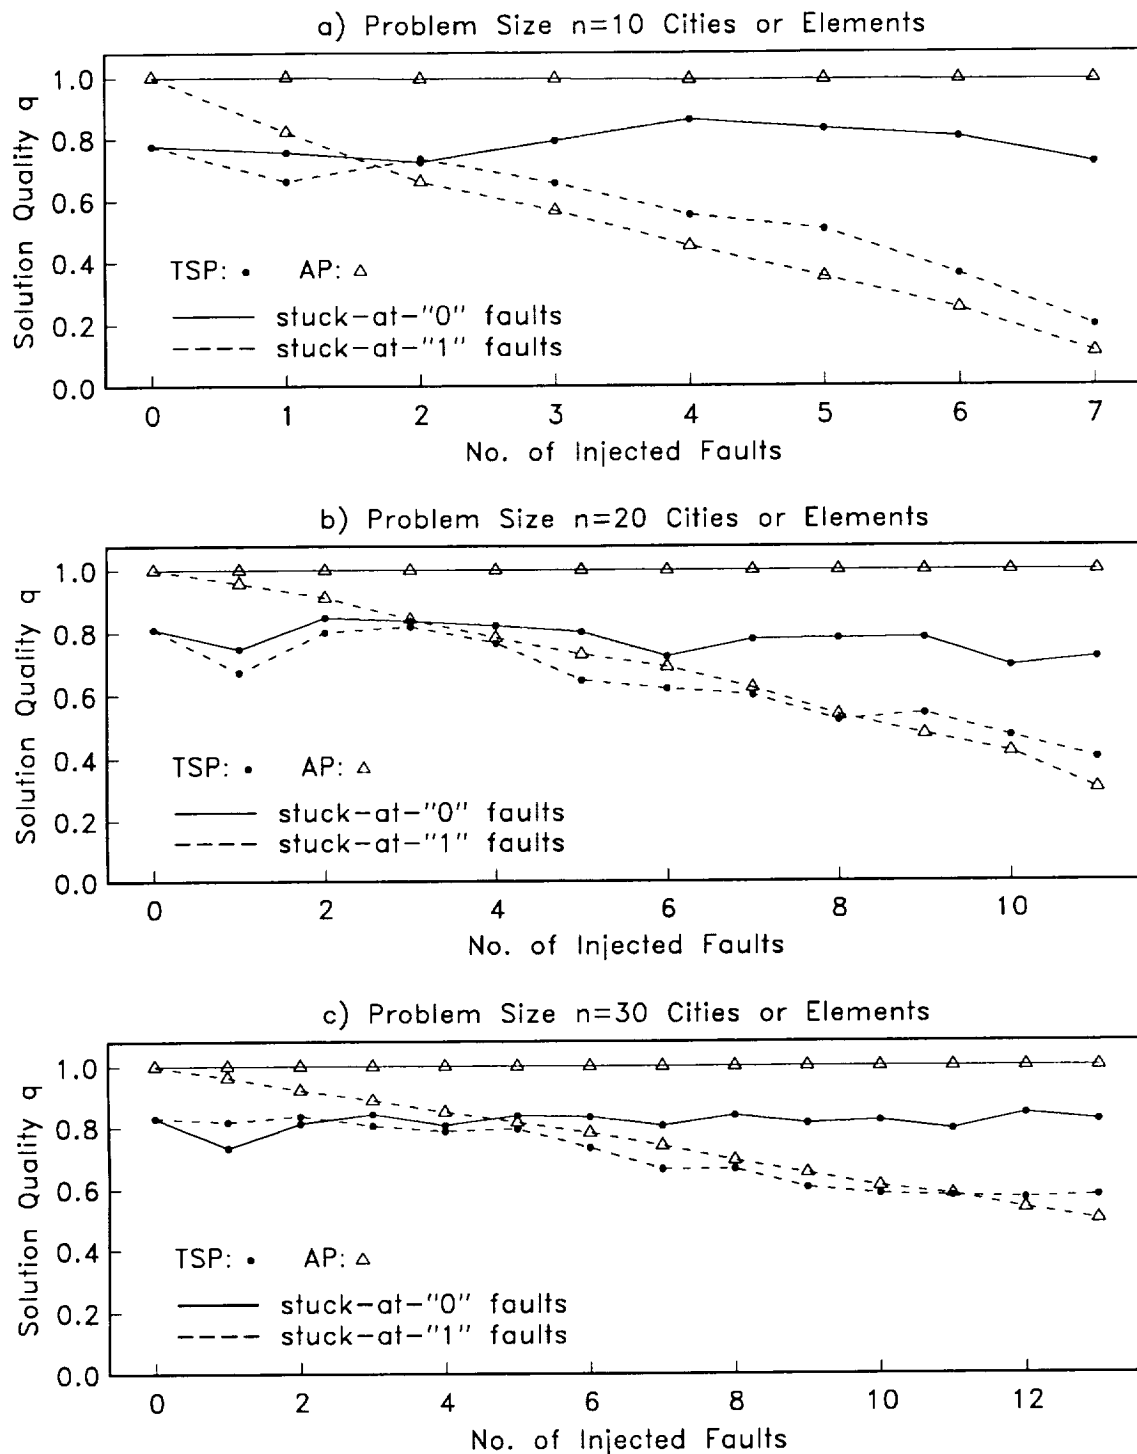 a) Problem Size n=10 Cities or Elements
Solution Quality q
1.0
0.8
0.6
0.4
0.2
0.0
TSP: • AP: △
stuck-at-"0" faults
stuck-at-"1" faults
0 1 2 3 4 5 6 7
No. of Injected Faults
b) Problem Size n=20 Cities or Elements
Solution Quality q
1.0
0.8
0.6
0.4
0.2
0.0
TSP: • AP: △
stuck-at-"0" faults
stuck-at-"1" faults
0 2 4 6 8 10
No. of Injected Faults
c) Problem Size n=30 Cities or Elements
Solution Quality q
1.0
0.8
0.6
0.4
0.2
0.0
TSP: • AP: △
stuck-at-"0" faults
stuck-at-"1" faults
0 2 4 6 8 10 12
No. of Injected Faults